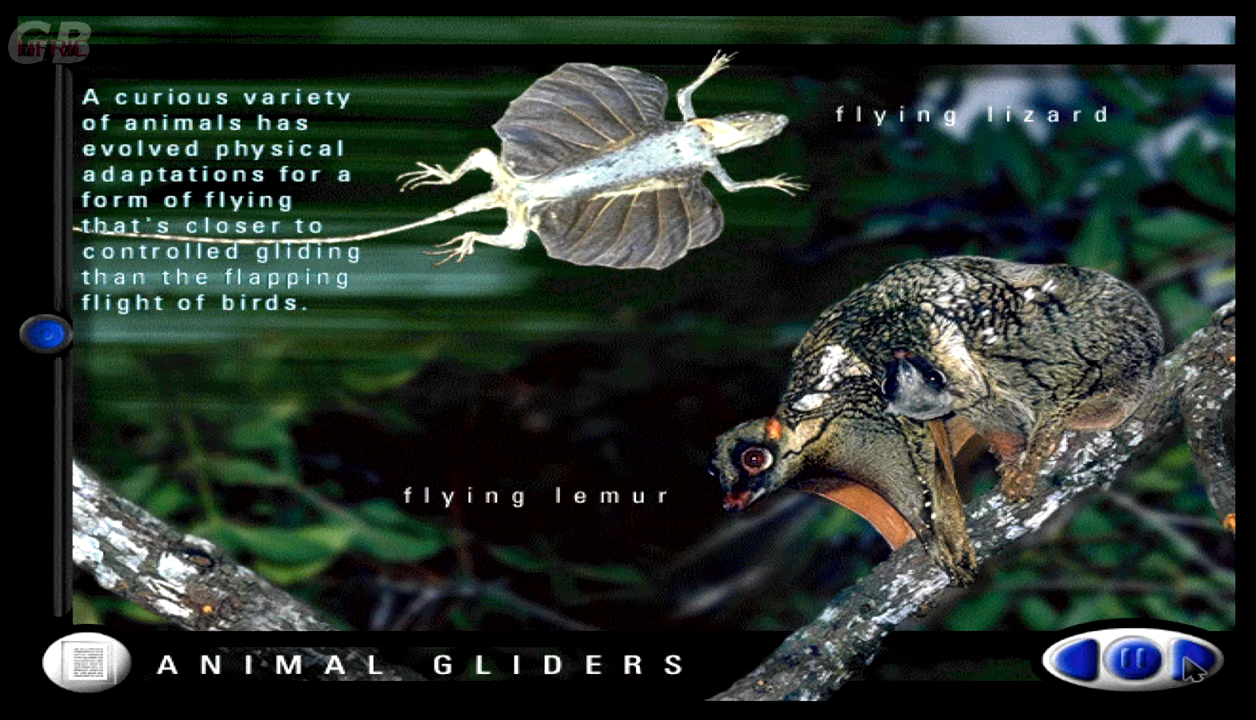 GB
A curious variety
of animals has
evolved physical
adaptations for a
form of flying
that's closer to
controlled gliding
than the flapping
flight of birds.
flying lizard
flying lemur
ANIMAL GLIDERS